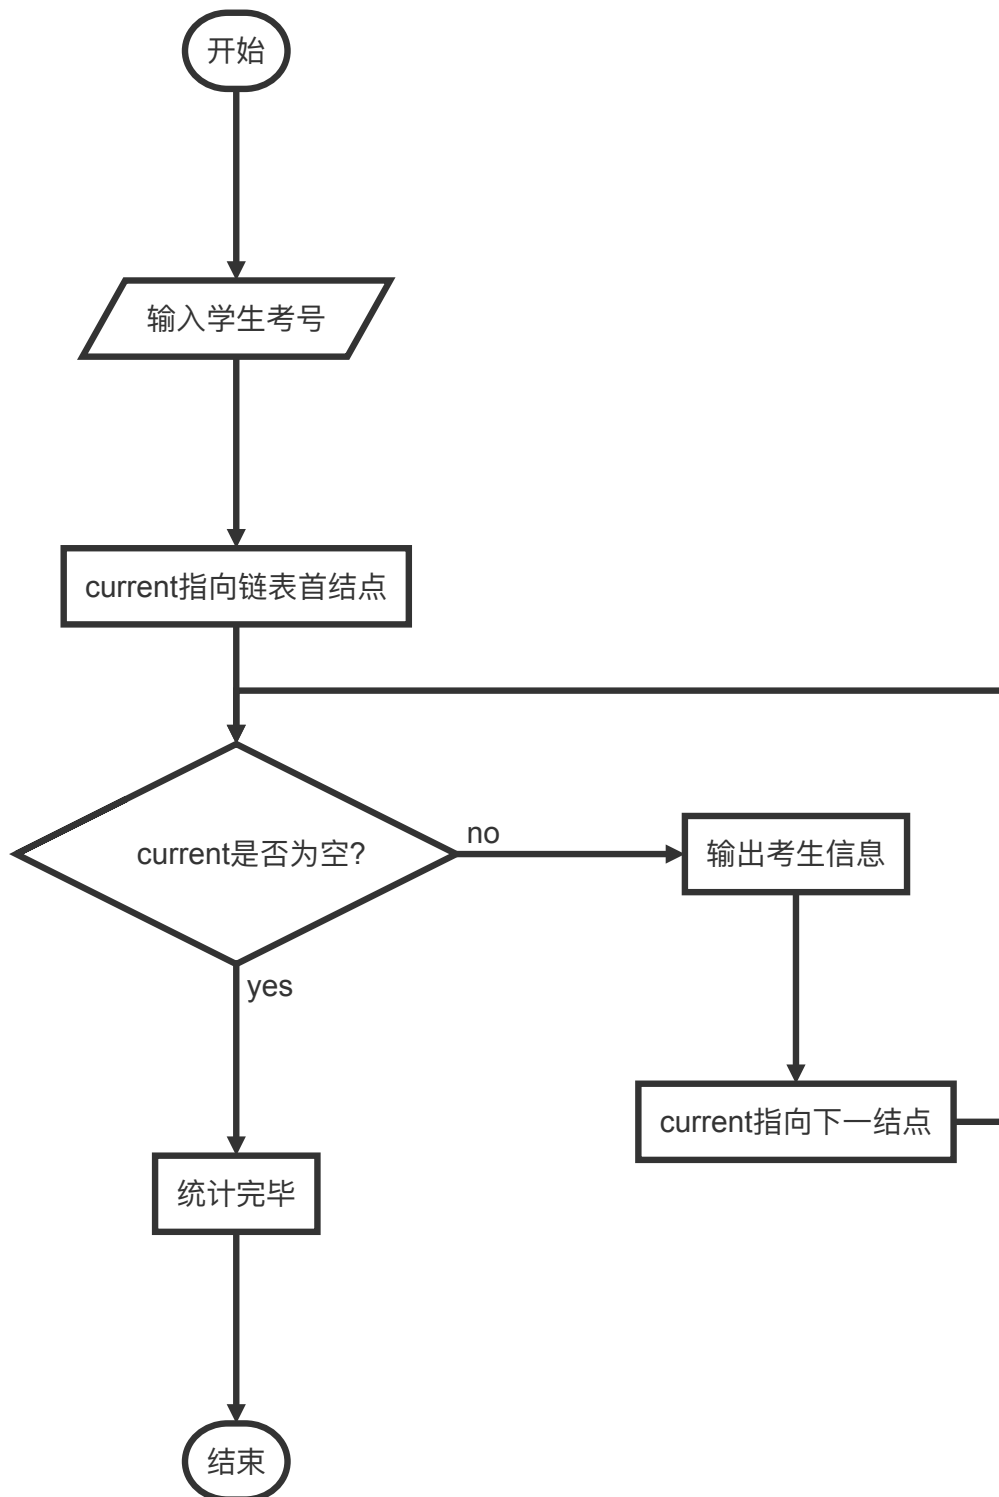 开始
输入学生考号
current指向链表首结点
current是否为空?
no
输出考生信息
yes
current指向下一结点
统计完毕
结束